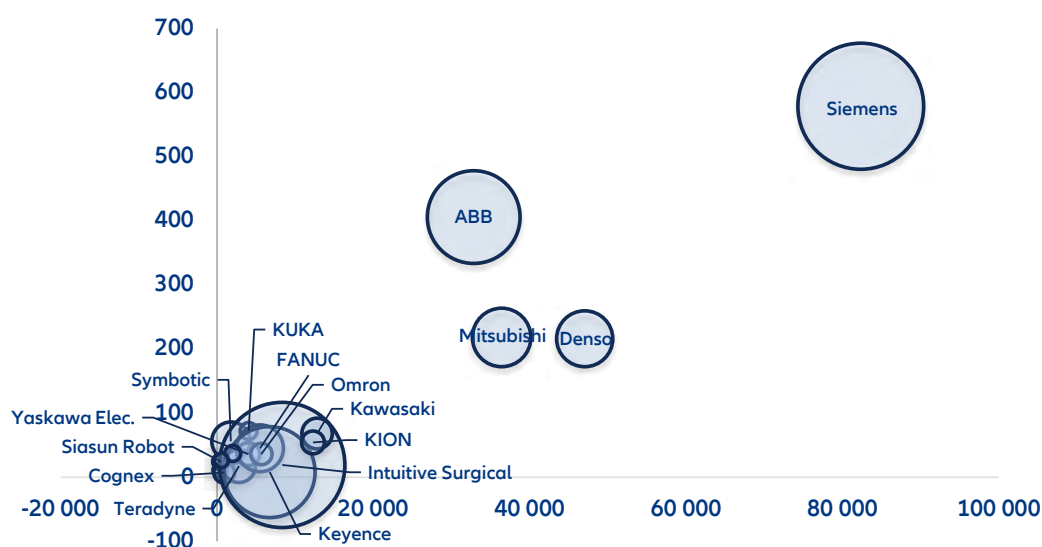 700
600
Siemens
500
ABB
400
300
KUKA
Mitsubishi
Denso
200
FANUC
Symbotic
Omron
100
Kawasaki
Yaskawa Elec.
KION
Siasun Robot
Intuitive Surgical
Cognex
0
Teradyne
-20 000
0
20 000
40 000
60 000
80 000
100 000
Keyence
-100